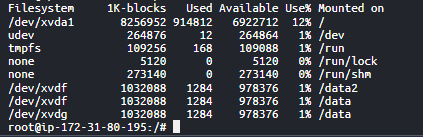 Filesystem 1K-blocks Used Available Use% Mounted on
/dev/xvda1 8256952 914812 6922712 12% /
udev 264876 12 264864 1% /dev
tmpfs 109256 168 109088 1% /run
none 5120 0 5120 0% /run/lock
none 273140 0 273140 0% /run/shm
/dev/xvdf 1032088 1284 978376 1% /data2
/dev/xvdf 1032088 1284 978376 1% /data
/dev/xvdg 1032088 1284 978376 1% /data2
root@ip-172-31-80-195:/#